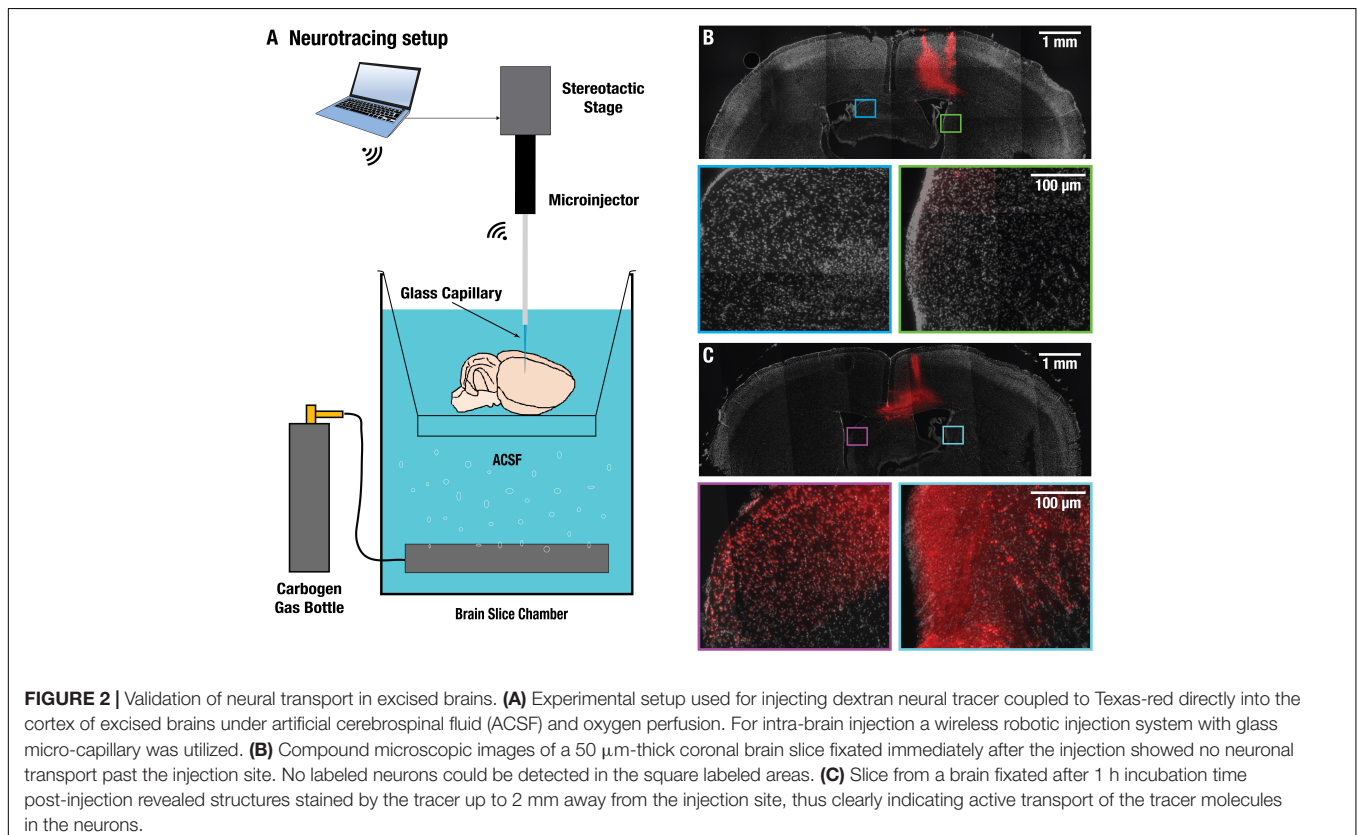 A Neurotracing setup
Stereotactic
Stage
Microinjector
Glass Capillary
ACSF
Carbogen
Gas Bottle
Brain Slice Chamber
B
1 mm
100 µm
C
1 mm
100 µm
FIGURE 2 | Validation of neural transport in excised brains. (A) Experimental setup used for injecting dextran neural tracer coupled to Texas-red directly into the
cortex of excised brains under artificial cerebrospinal fluid (ACSF) and oxygen perfusion. For intra-brain injection a wireless robotic injection system with glass
micro-capillary was utilized. (B) Compound microscopic images of a 50 µm-thick coronal brain slice fixated immediately after the injection showed no neuronal
transport past the injection site. No labeled neurons could be detected in the square labeled areas. (C) Slice from a brain fixated after 1 h incubation time
post-injection revealed structures stained by the tracer up to 2 mm away from the injection site, thus clearly indicating active transport of the tracer molecules
in the neurons.